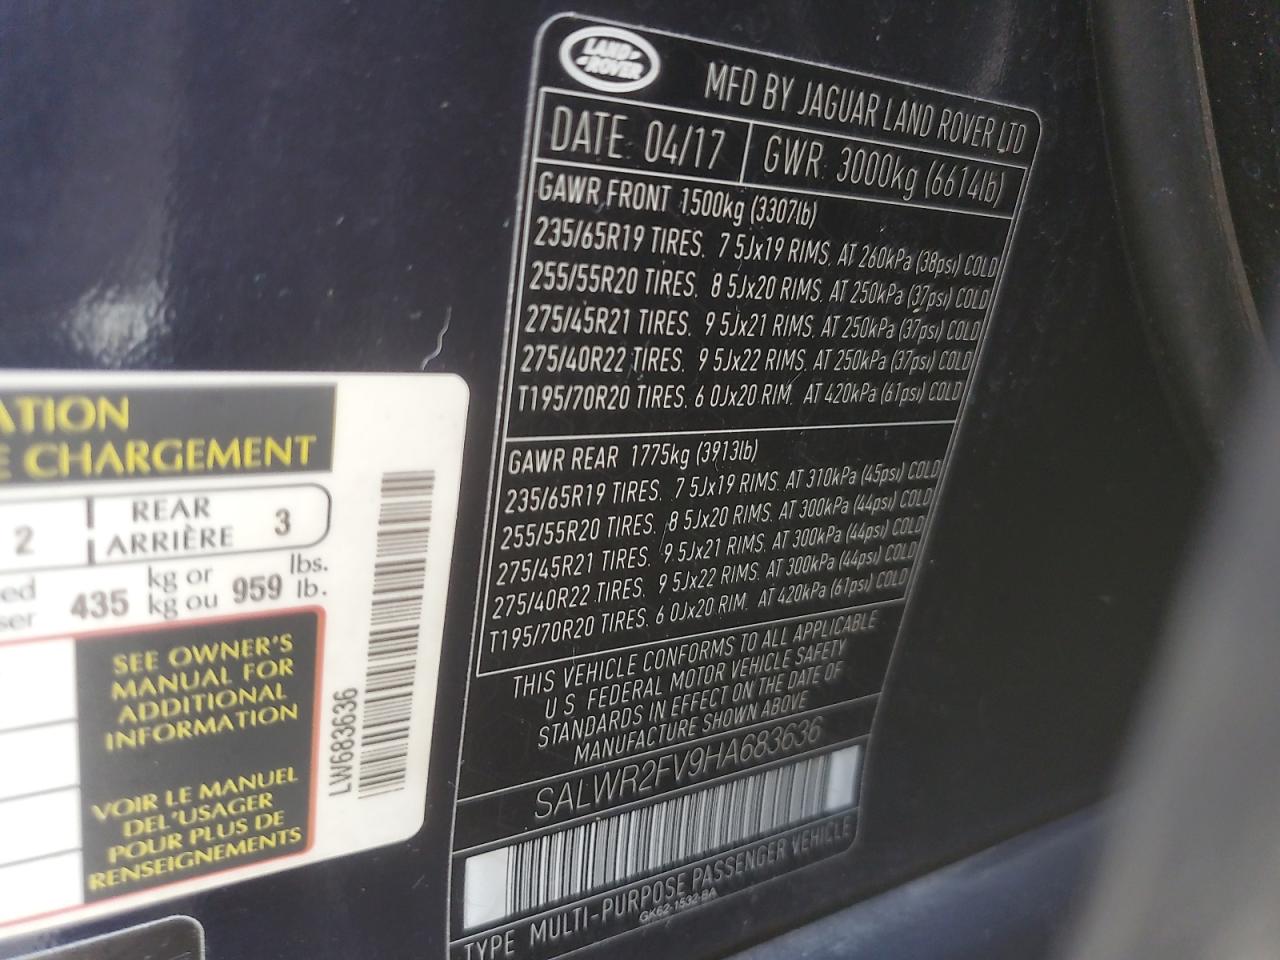 LAND
ROVER
MFD BY JAGUAR LAND ROVER LTD
DATE: 04/17
GWR: 3000kg (6614lb)
GAWR FRONT 1500kg (3307lb)
235/65R19 TIRES, 7 5Jx19 RIMS, AT 260kPa (38psi) COLD
255/55R20 TIRES, 8 5Jx20 RIMS, AT 250kPa (37psi) COLD
275/45R21 TIRES, 9 5Jx21 RIMS, AT 250kPa (37psi) COLD
275/40R22 TIRES, 9 5Jx22 RIMS, AT 250kPa (37psi) COLD
T195/70R20 TIRES, 6 0Jx20 RIM, AT 420kPa (61psi) COLD
GAWR REAR 1775kg (3913lb)
235/65R19 TIRES, 7 5Jx19 RIMS, AT 310kPa (45psi) COLD
255/55R20 TIRES, 8 5Jx20 RIMS, AT 300kPa (44psi) COLD
275/45R21 TIRES, 9 5Jx21 RIMS, AT 300kPa (44psi) COLD
275/40R22 TIRES, 9 5Jx22 RIMS, AT 300kPa (44psi) COLD
T195/70R20 TIRES, 6 0Jx20 RIM, AT 420kPa (61psi) COLD
THIS VEHICLE CONFORMS TO ALL APPLICABLE
U S FEDERAL MOTOR VEHICLE SAFETY
STANDARDS IN EFFECT ON THE DATE OF
MANUFACTURE SHOWN ABOVE
SALWR2FV9HA683636
TYPE MULTI-PURPOSE PASSENGER VEHICLE
GK62-1532-BA
ATION
E CHARGEMENT
2 REAR 3
ARRIÈRE
ed 435 kg or 959 lbs.
ser kg ou lb.
SEE OWNER'S
MANUAL FOR
ADDITIONAL
INFORMATION
VOIR LE MANUEL
DEL'USAGER
POUR PLUS DE
RENSEIGNEMENTS
LW683636